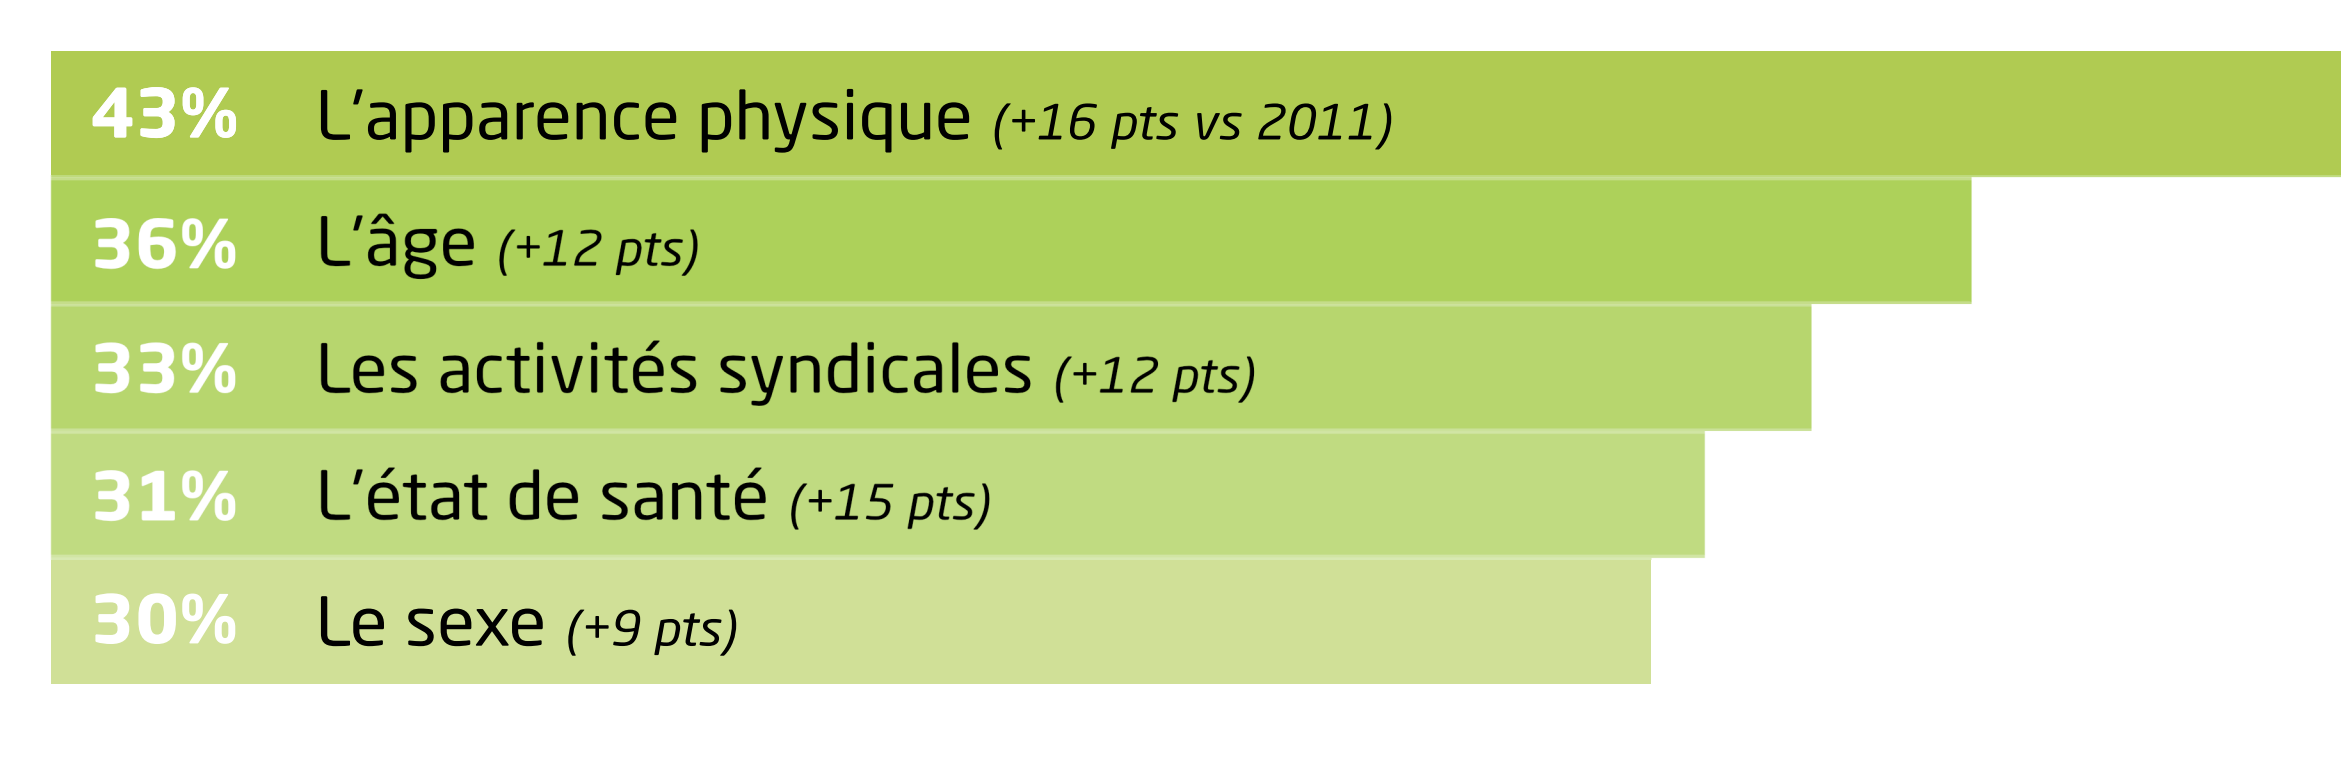 43% L’apparence physique (+16 pts vs 2011)
36% L’âge (+12 pts)
33% Les activités syndicales (+12 pts)
31% L’état de santé (+15 pts)
30% Le sexe (+9 pts)